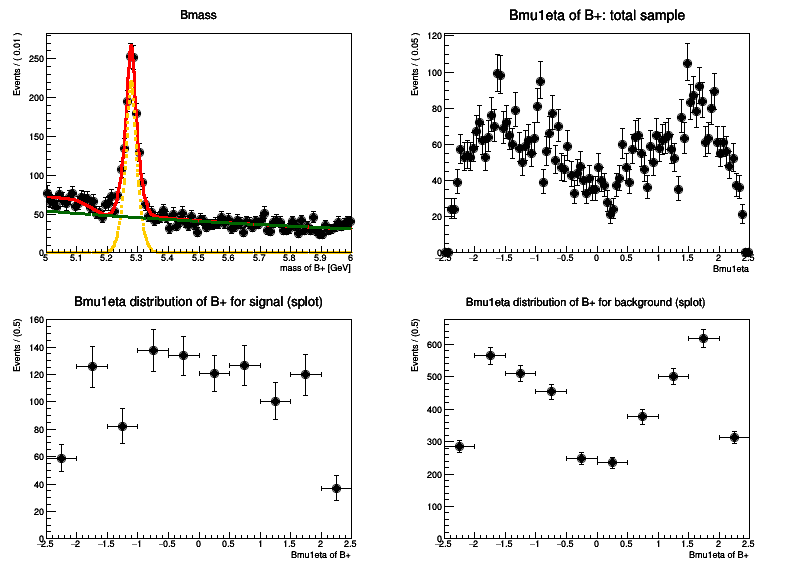 Bmass
Events / ( 0.01 )
250
200
150
100
50
0
5 5.1 5.2 5.3 5.4 5.5 5.6 5.7 5.8 5.9 6
mass of B+ [GeV]
Bmu1eta of B+: total sample
Events / ( 0.05 )
120
100
80
60
40
20
0
−2.5 −2 −1.5 −1 −0.5 0 0.5 1 1.5 2 2.5
Bmu1eta
Bmu1eta distribution of B+ for signal (splot)
Events / (0.5)
160
140
120
100
80
60
40
20
0
−2.5 −2 −1.5 −1 −0.5 0 0.5 1 1.5 2 2.5
Bmu1eta of B+
Bmu1eta distribution of B+ for background (splot)
Events / (0.5)
600
500
400
300
200
100
0
−2.5 −2 −1.5 −1 −0.5 0 0.5 1 1.5 2 2.5
Bmu1eta of B+